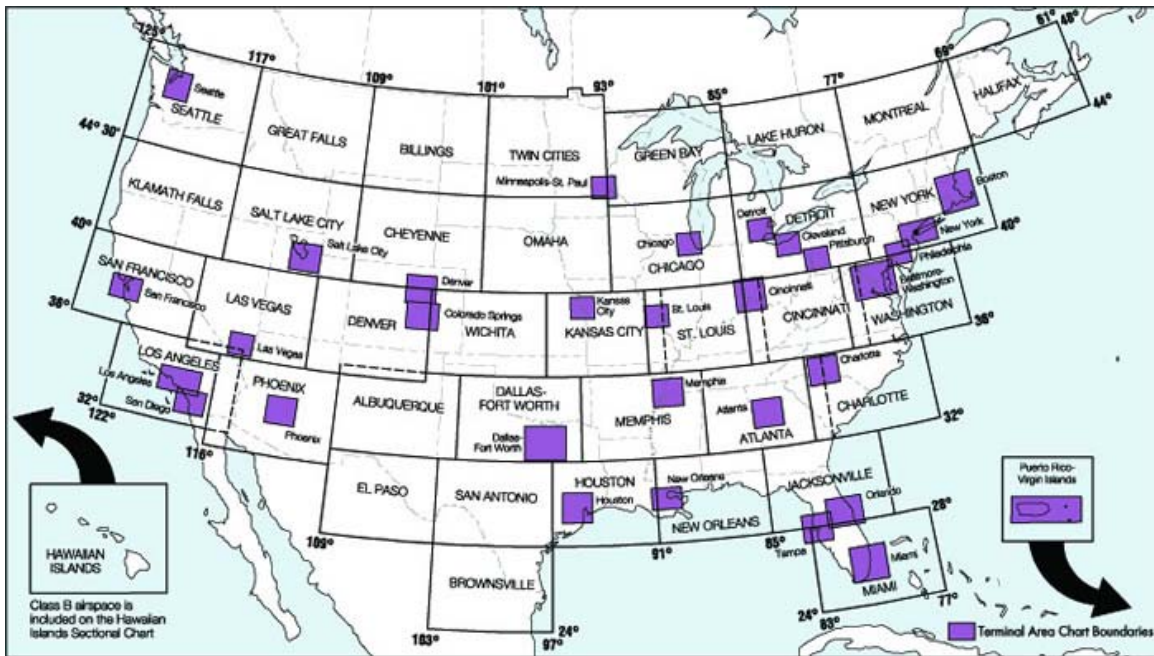 125°
117°
109°
101°
93°
85°
77°
69°
61°
48°
44°
Seattle
SEATTLE
GREAT FALLS
BILLINGS
TWIN CITIES
Minneapolis-St. Paul
GREEN BAY
LAKE HURON
MONTREAL
HALIFAX
44° 30'
KLAMATH FALLS
SALT LAKE CITY
Salt Lake City
CHEYENNE
OMAHA
Chicago
CHICAGO
Detroit
DETROIT
Cleveland
Pittsburgh
NEW YORK
Boston
New York
40°
Philadelphia
Baltimore-
Washington
40°
SAN FRANCISCO
San Francisco
LAS VEGAS
Las Vegas
Denver
DENVER
Colorado Springs
WICHITA
Kansas
City
KANSAS CITY
St. Louis
ST. LOUIS
Cincinnati
CINCINNATI
WASHINGTON
36°
36°
LOS ANGELES
Los Angeles
San Diego
PHOENIX
Phoenix
ALBUQUERQUE
DALLAS-
FORT WORTH
Dallas-
Fort Worth
Memphis
MEMPHIS
Atlanta
ATLANTA
Charlotte
CHARLOTTE
32°
32°
122°
116°
EL PASO
SAN ANTONIO
HOUSTON
Houston
New Orleans
NEW ORLEANS
JACKSONVILLE
Orlando
28°
109°
91°
85°
Tampa
Miami
MIAMI
77°
24°
83°
BROWNSVILLE
103°
97°
24°
HAWAIIAN
ISLANDS
Class B airspace is
included on the Hawaiian
Islands Sectional Chart
Puerto Rico-
Virgin Islands
Terminal Area Chart Boundaries